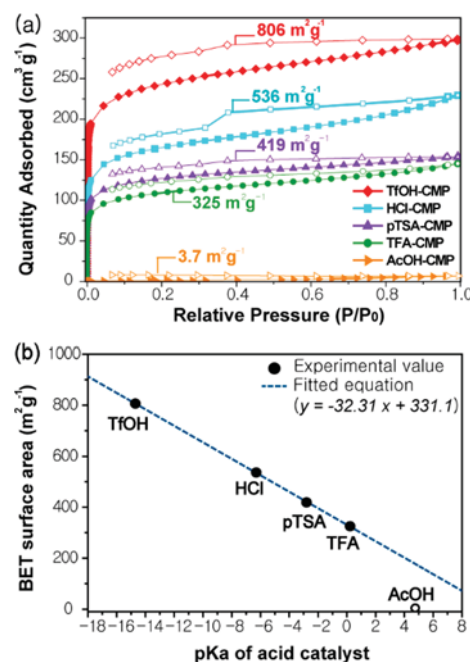 (a)
300
250
200
150
100
50
0
Quantity Adsorbed (cm³ g⁻¹)
806 m²g⁻¹
536 m²g⁻¹
419 m²g⁻¹
325 m²g⁻¹
3.7 m²g⁻¹
TfOH-CMP
HCl-CMP
pTSA-CMP
TFA-CMP
AcOH-CMP
0.0 0.2 0.4 0.6 0.8 1.0
Relative Pressure (P/P0)
(b)
1000
800
600
400
200
0
BET surface area (m²g⁻¹)
Experimental value
Fitted equation
(y = -32.31 x + 331.1)
TfOH
HCl
pTSA
TFA
AcOH
-18 -16 -14 -12 -10 -8 -6 -4 -2 0 2 4 6 8
pKa of acid catalyst